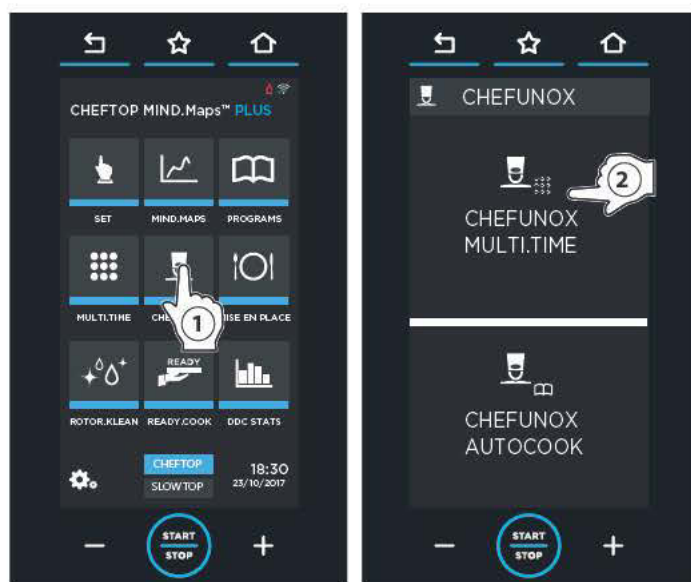 CHEFTOP MIND.Maps™ PLUS
SET MIND.MAPS PROGRAMS
MULTI.TIME CHE 1 ISE EN PLACE
READY
ROTOR.KLEAN READY.COOK DDC STATS
CHEFTOP
SLOWTOP
18:30
23/10/2017
START
STOP
CHEFUNOX
2
CHEFUNOX
MULTI.TIME
CHEFUNOX
AUTOCOOK
START
STOP